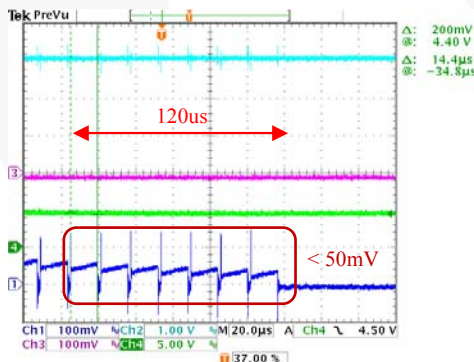 Tek PreVu
T
Δ: 200mV
@: 4.40 V
Δ: 14.4µs
@: -34.8µs
120us
3
4
< 50mV
1
Ch1 100mV Ch2 1.00 V M 20.0µs A Ch4 4.50 V
Ch3 100mV Ch4 5.00 V
37.00 %